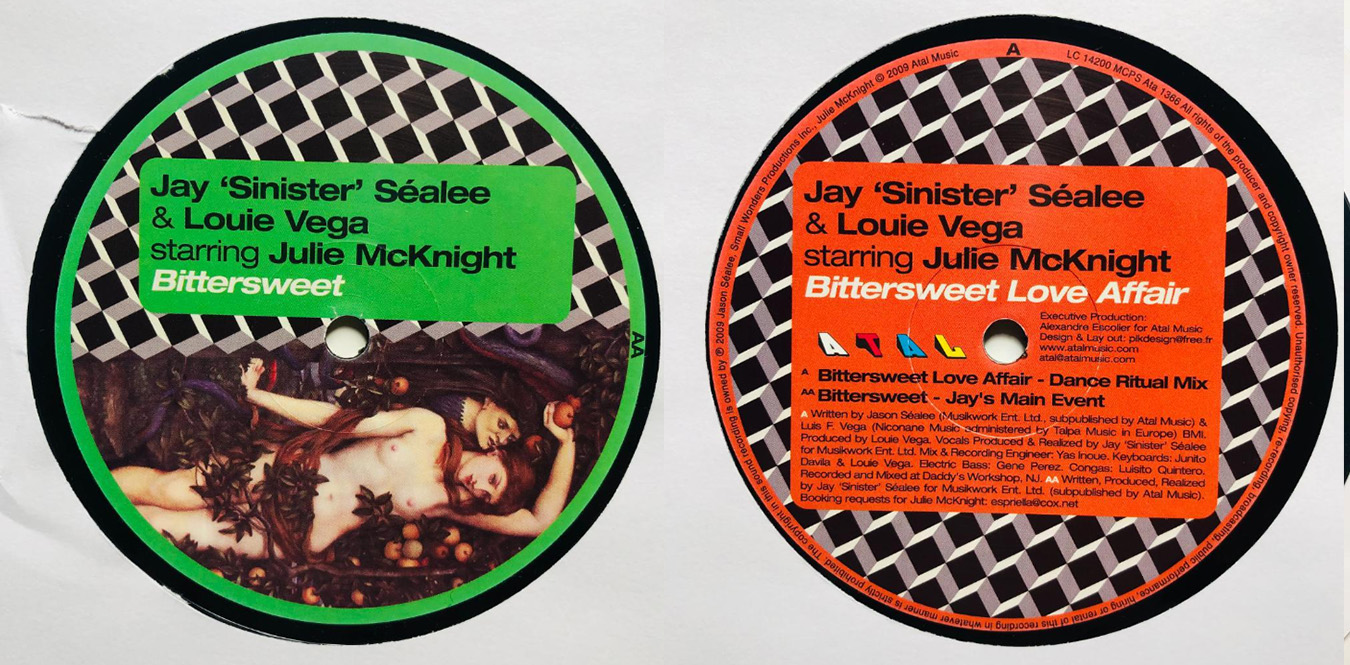 Jay ‘Sinister’ Séalee
& Louie Vega
starring Julie McKnight
Bittersweet
AA
A
LC 14200 MCPS Ata 1366 All rights of the producer and copyright owner reserved. Unauthorised copying, re-recording, broadcasting, public performance, hiring or rental of this recording in whatever manner is strictly prohibited. The copyright in this sound recording is owned by ℗ 2009 Jason Séalee, Small Wonders Productions Inc., Julie McKnight © 2009 Atal Music
Jay ‘Sinister’ Séalee
& Louie Vega
starring Julie McKnight
Bittersweet Love Affair
ATAL
Executive Production:
Alexandre Escolier for Atal Music
Design & Lay out: pikdesign@free.fr
www.atalmusic.com
atal@atalmusic.com
A Bittersweet Love Affair - Dance Ritual Mix
AA Bittersweet - Jay's Main Event
A Written by Jason Séalee (Musikwork Ent. Ltd., subpublished by Atal Music) &
Luis F. Vega (Niconane Music administered by Talpa Music in Europe) BMI.
Produced by Louie Vega. Vocals Produced & Realized by Jay ‘Sinister’ Séalee
for Musikwork Ent. Ltd. Mix & Recording Engineer: Yas Inoue. Keyboards: Junito
Davila & Louie Vega. Electric Bass: Gene Perez. Congas: Luisito Quintero.
Recorded and Mixed at Daddy's Workshop, NJ. AA Written, Produced, Realized
by Jay ‘Sinister’ Séalee for Musikwork Ent. Ltd. (subpublished by Atal Music).
Booking requests for Julie McKnight: espriella@cox.net